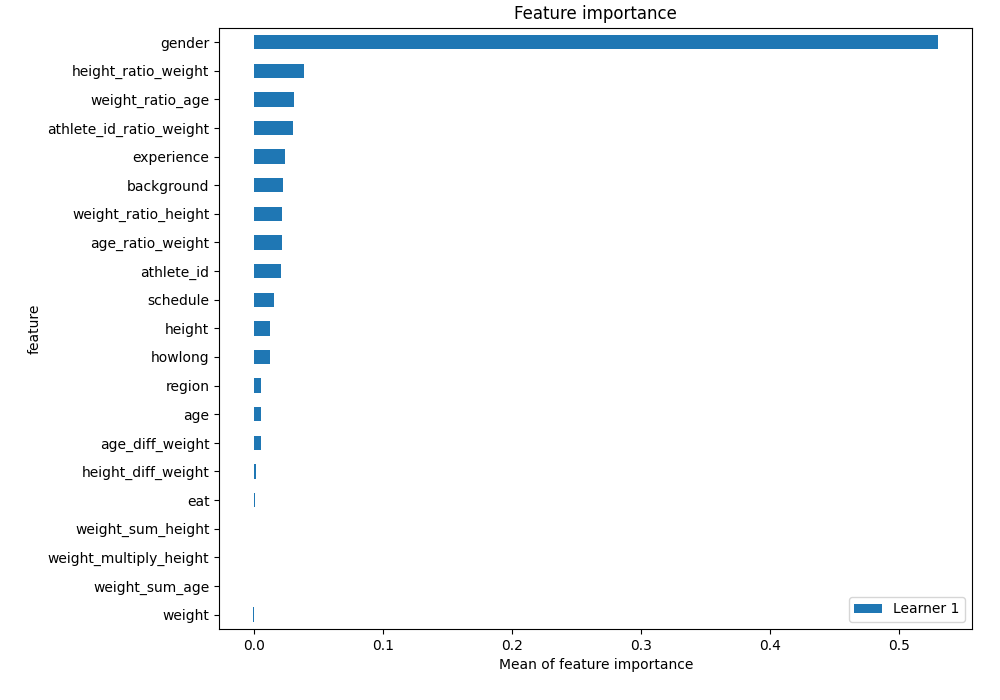 Feature importance
gender
height_ratio_weight
weight_ratio_age
athlete_id_ratio_weight
experience
background
weight_ratio_height
age_ratio_weight
athlete_id
schedule
height
howlong
region
age
age_diff_weight
height_diff_weight
eat
weight_sum_height
weight_multiply_height
weight_sum_age
weight
feature
Learner 1
0.0 0.1 0.2 0.3 0.4 0.5
Mean of feature importance